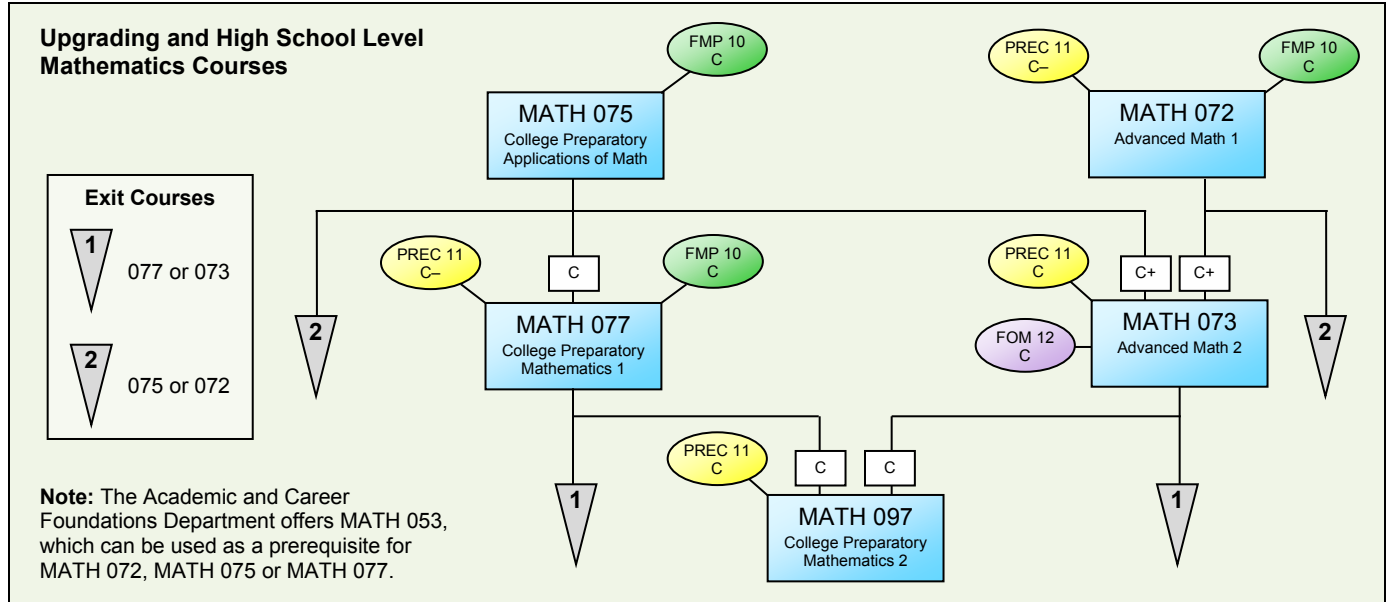 Upgrading and High School Level
Mathematics Courses
FMP 10
C
PREC 11
C–
FMP 10
C
MATH 075
College Preparatory
Applications of Math
MATH 072
Advanced Math 1
Exit Courses
1
077 or 073
2
075 or 072
PREC 11
C–
C
FMP 10
C
PREC 11
C
C+
C+
2
MATH 077
College Preparatory
Mathematics 1
FOM 12
C
MATH 073
Advanced Math 2
2
PREC 11
C
C
C
1
MATH 097
College Preparatory
Mathematics 2
1
Note: The Academic and Career
Foundations Department offers MATH 053,
which can be used as a prerequisite for
MATH 072, MATH 075 or MATH 077.